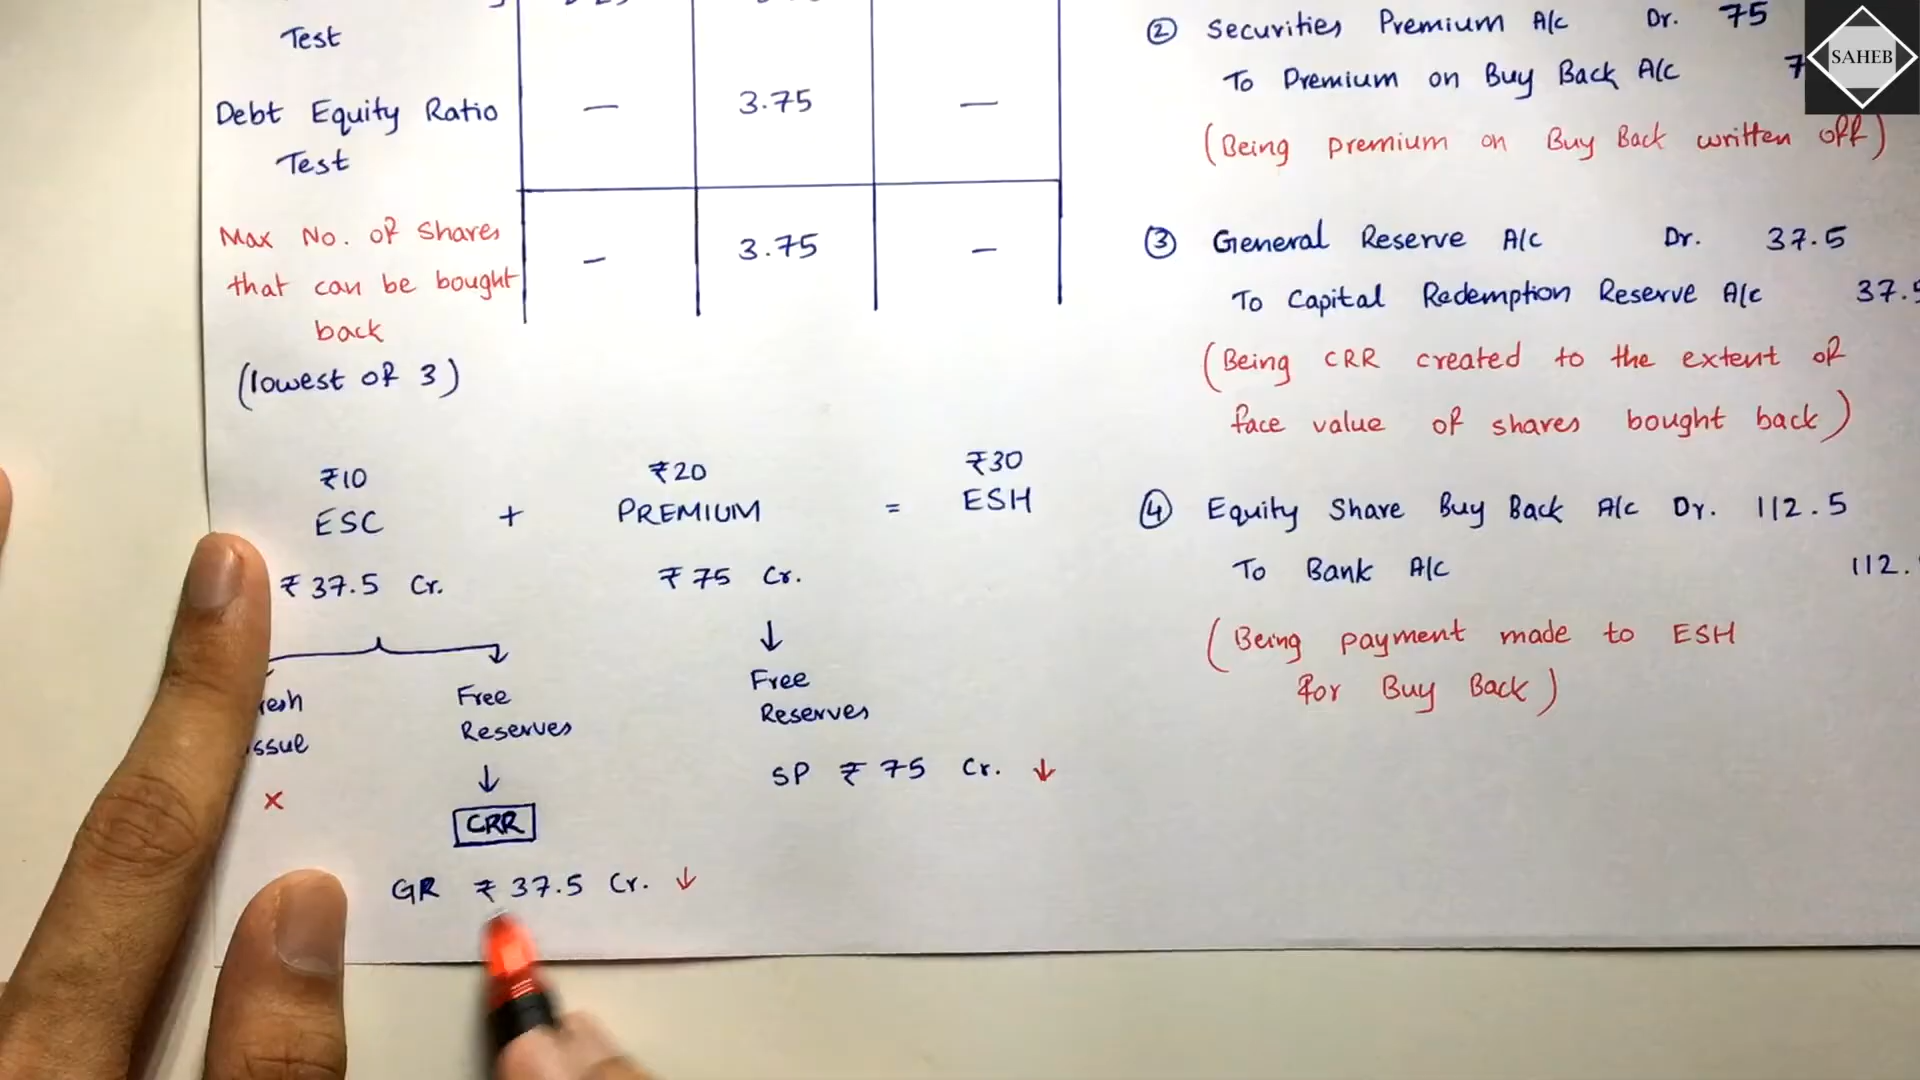 Test
Debt Equity Ratio — 3.75 —
Test
Max No. of shares — 3.75 —
that can be bought
back
(lowest of 3)
₹10 ₹20 ₹30
ESC + PREMIUM = ESH
₹37.5 Cr. ₹75 Cr.
↓
Free Free
Reserves Reserves
↓
× CRR SP ₹75 Cr. ↓
GR ₹37.5 Cr. ↓
② Securities Premium A/c Dr. 75
To Premium on Buy Back A/c
(Being premium on Buy Back written off)
③ General Reserve A/c Dr. 37.5
To Capital Redemption Reserve A/c 37.5
(Being CRR created to the extent of
face value of shares bought back)
④ Equity Share Buy Back A/c Dr. 112.5
To Bank A/c 112.
(Being payment made to ESH
for Buy Back)
SAHEB